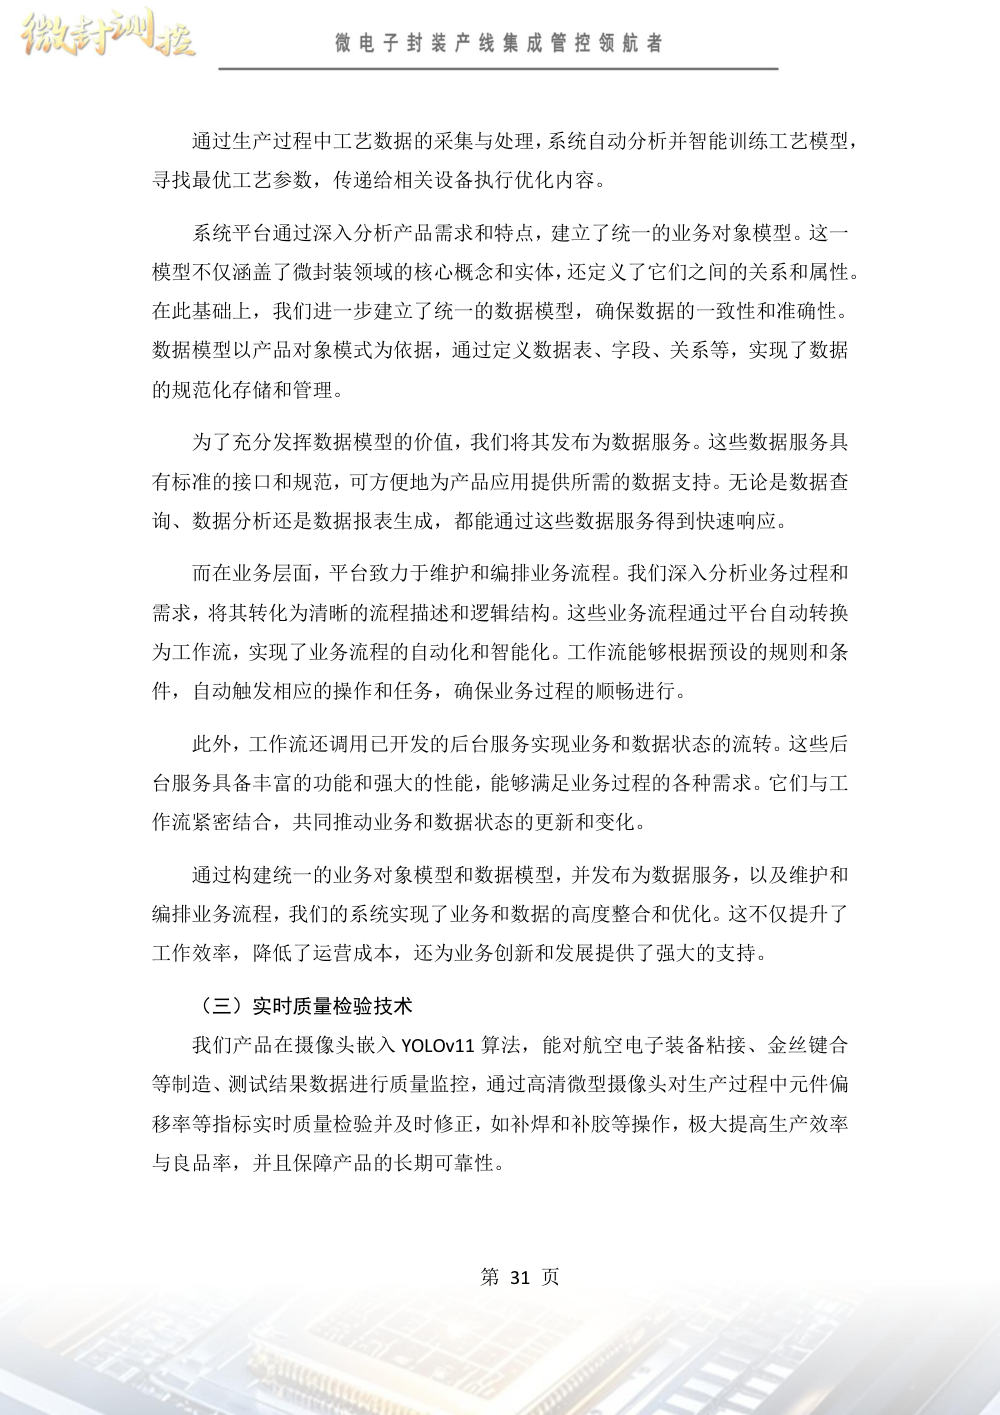 微封测控
微电子封装产线集成管控领航者
通过生产过程中工艺数据的采集与处理，系统自动分析并智能训练工艺模型，
寻找最优工艺参数，传递给相关设备执行优化内容。
系统平台通过深入分析产品需求和特点，建立了统一的业务对象模型。这一
模型不仅涵盖了微封装领域的核心概念和实体，还定义了它们之间的关系和属性。
在此基础上，我们进一步建立了统一的数据模型，确保数据的一致性和准确性。
数据模型以产品对象模式为依据，通过定义数据表、字段、关系等，实现了数据
的规范化存储和管理。
为了充分发挥数据模型的价值，我们将其发布为数据服务。这些数据服务具
有标准的接口和规范，可方便地为产品应用提供所需的数据支持。无论是数据查
询、数据分析还是数据报表生成，都能通过这些数据服务得到快速响应。
而在业务层面，平台致力于维护和编排业务流程。我们深入分析业务过程和
需求，将其转化为清晰的流程描述和逻辑结构。这些业务流程通过平台自动转换
为工作流，实现了业务流程的自动化和智能化。工作流能够根据预设的规则和条
件，自动触发相应的操作和任务，确保业务过程的顺畅进行。
此外，工作流还调用已开发的后台服务实现业务和数据状态的流转。这些后
台服务具备丰富的功能和强大的性能，能够满足业务过程的各种需求。它们与工
作流紧密结合，共同推动业务和数据状态的更新和变化。
通过构建统一的业务对象模型和数据模型，并发布为数据服务，以及维护和
编排业务流程，我们的系统实现了业务和数据的高度整合和优化。这不仅提升了
工作效率，降低了运营成本，还为业务创新和发展提供了强大的支持。
（三）实时质量检验技术
我们产品在摄像头嵌入 YOLOv11 算法，能对航空电子装备粘接、金丝键合
等制造、测试结果数据进行质量监控，通过高清微型摄像头对生产过程中元件偏
移率等指标实时质量检验并及时修正，如补焊和补胶等操作，极大提高生产效率
与良品率，并且保障产品的长期可靠性。
第 31 页